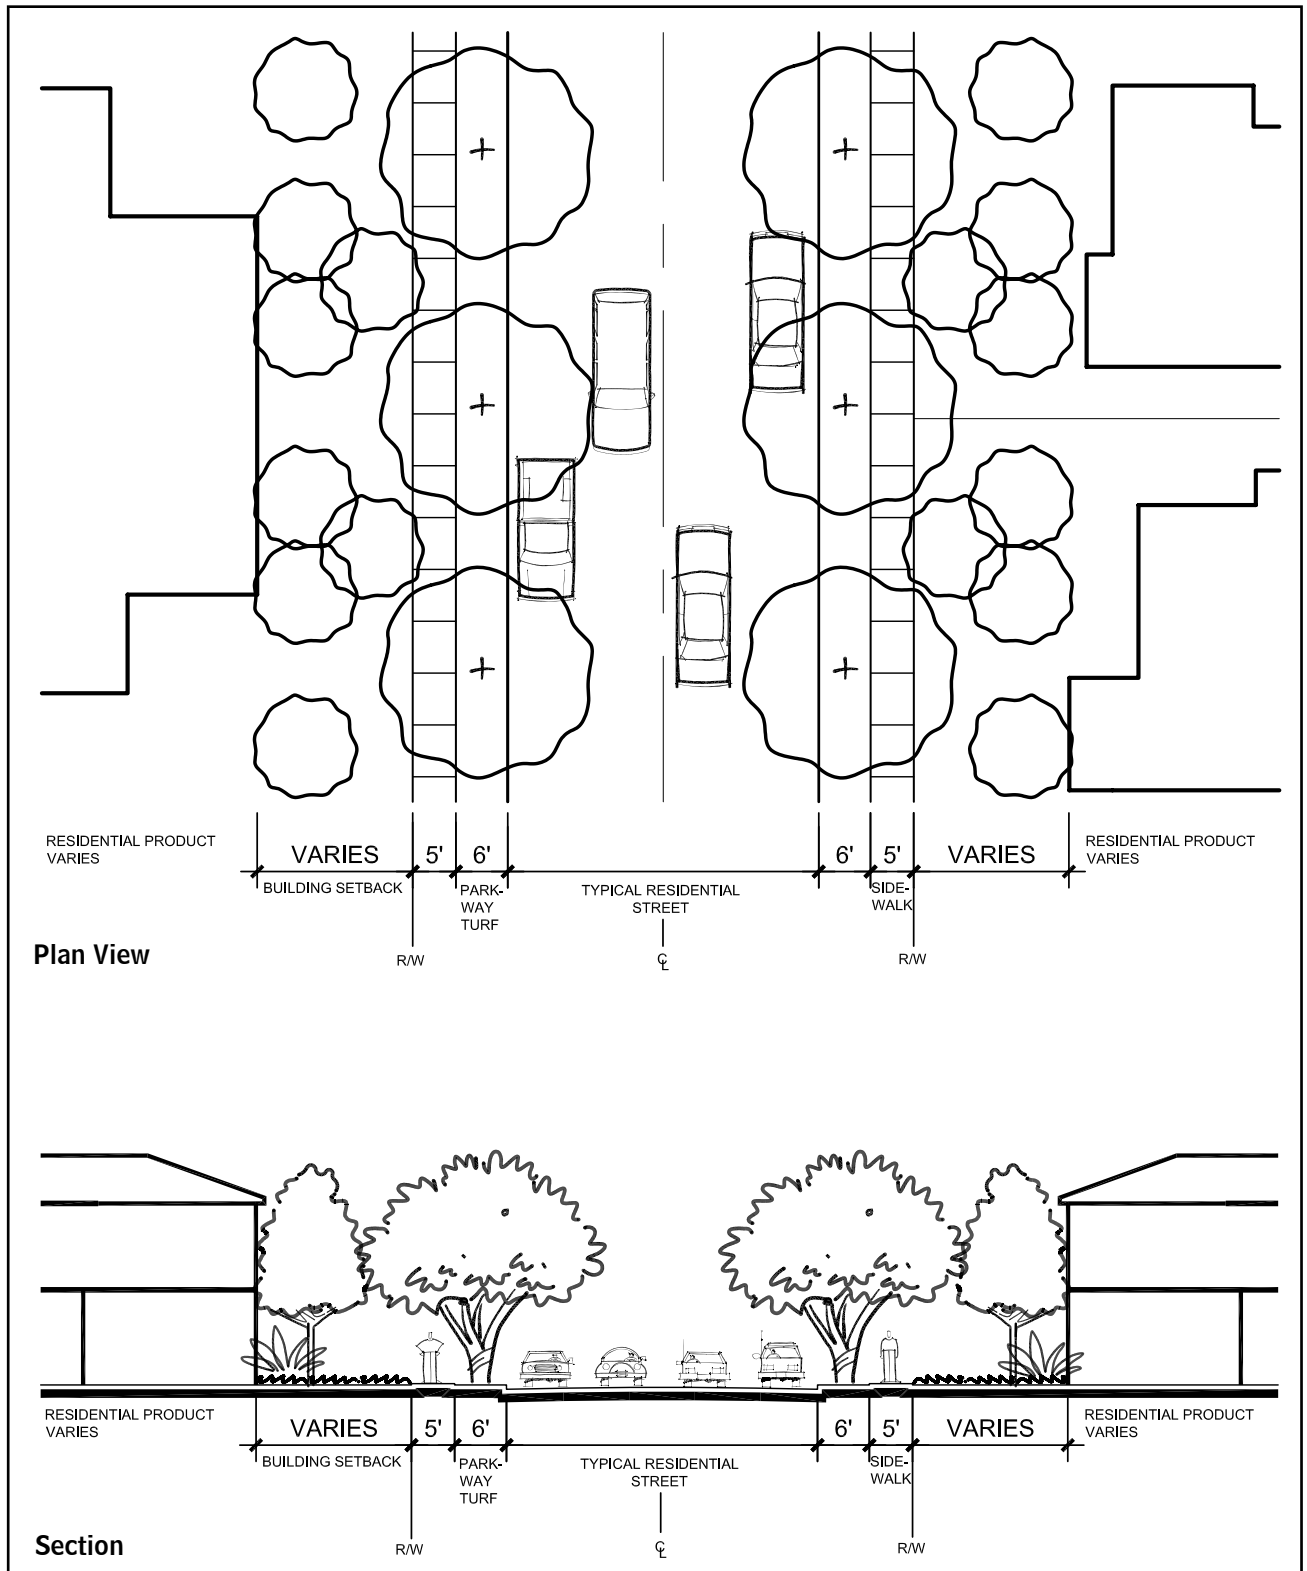 RESIDENTIAL PRODUCT
VARIES
VARIES
5'
6'
6'
5'
VARIES
RESIDENTIAL PRODUCT
VARIES
BUILDING SETBACK
PARK-
WAY
TURF
TYPICAL RESIDENTIAL
STREET
SIDE-
WALK
Plan View
R/W
CL
R/W
RESIDENTIAL PRODUCT
VARIES
VARIES
5'
6'
6'
5'
VARIES
RESIDENTIAL PRODUCT
VARIES
BUILDING SETBACK
PARK-
WAY
TURF
TYPICAL RESIDENTIAL
STREET
SIDE-
WALK
Section
R/W
CL
R/W